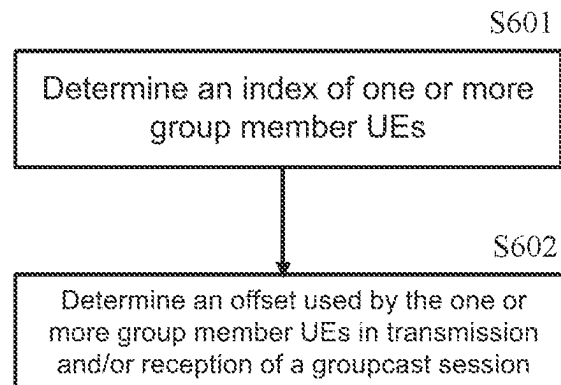 S601
Determine an index of one or more
group member UEs
S602
Determine an offset used by the one or
more group member UEs in transmission
and/or reception of a groupcast session